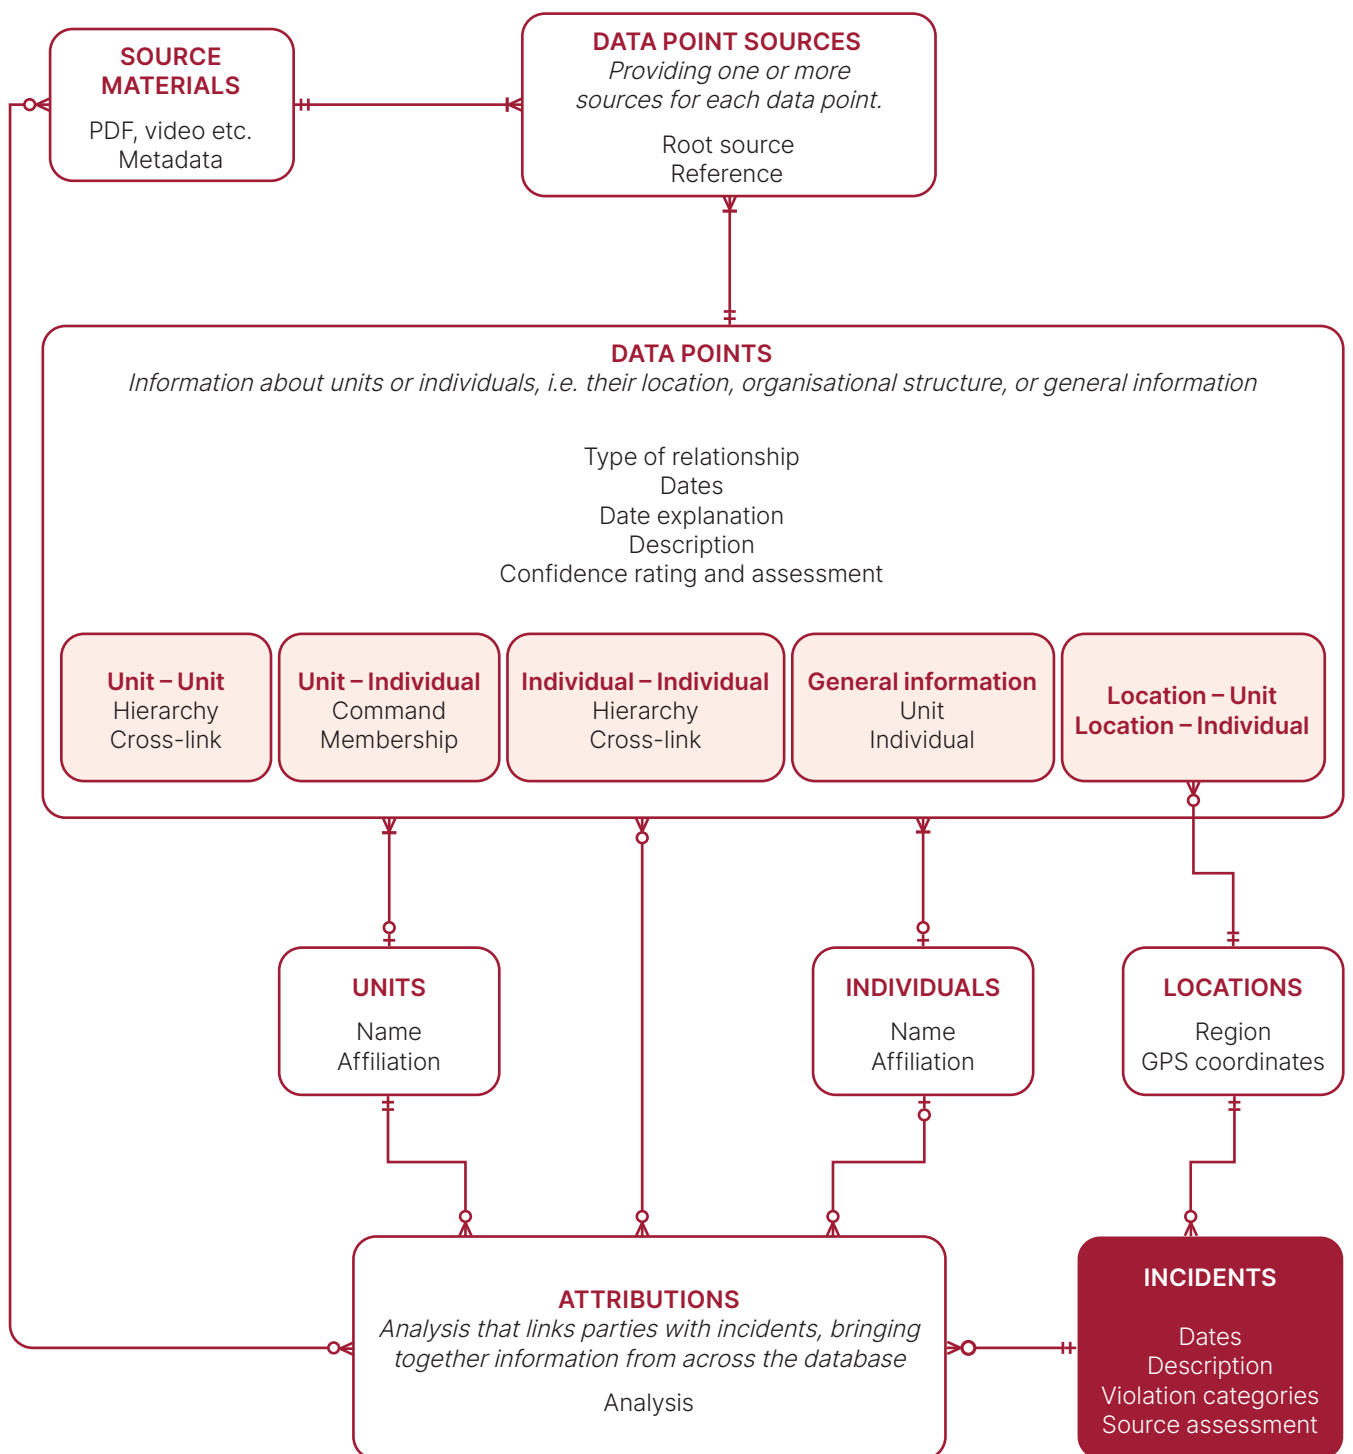 SOURCE
MATERIALS
PDF, video etc.
Metadata
DATA POINT SOURCES
Providing one or more
sources for each data point.
Root source
Reference
DATA POINTS
Information about units or individuals, i.e. their location, organisational structure, or general information
Type of relationship
Dates
Date explanation
Description
Confidence rating and assessment
Unit – Unit
Hierarchy
Cross-link
Unit – Individual
Command
Membership
Individual – Individual
Hierarchy
Cross-link
General information
Unit
Individual
Location – Unit
Location – Individual
UNITS
Name
Affiliation
INDIVIDUALS
Name
Affiliation
LOCATIONS
Region
GPS coordinates
ATTRIBUTIONS
Analysis that links parties with incidents, bringing
together information from across the database
Analysis
INCIDENTS
Dates
Description
Violation categories
Source assessment